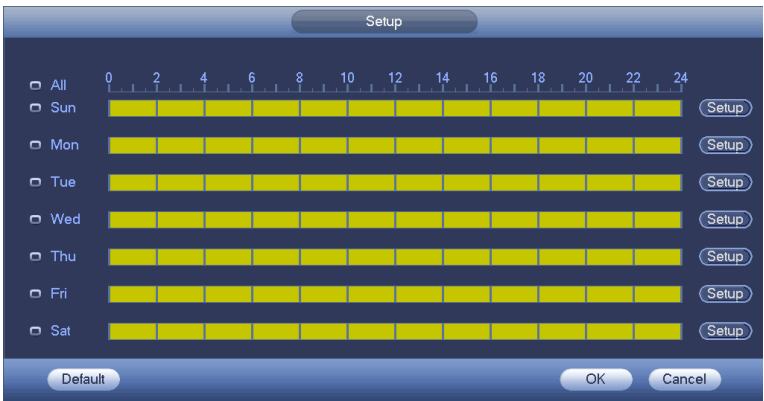 Setup
All 0 2 4 6 8 10 12 14 16 18 20 22 24
Sun Setup
Mon Setup
Tue Setup
Wed Setup
Thu Setup
Fri Setup
Sat Setup
Default OK Cancel